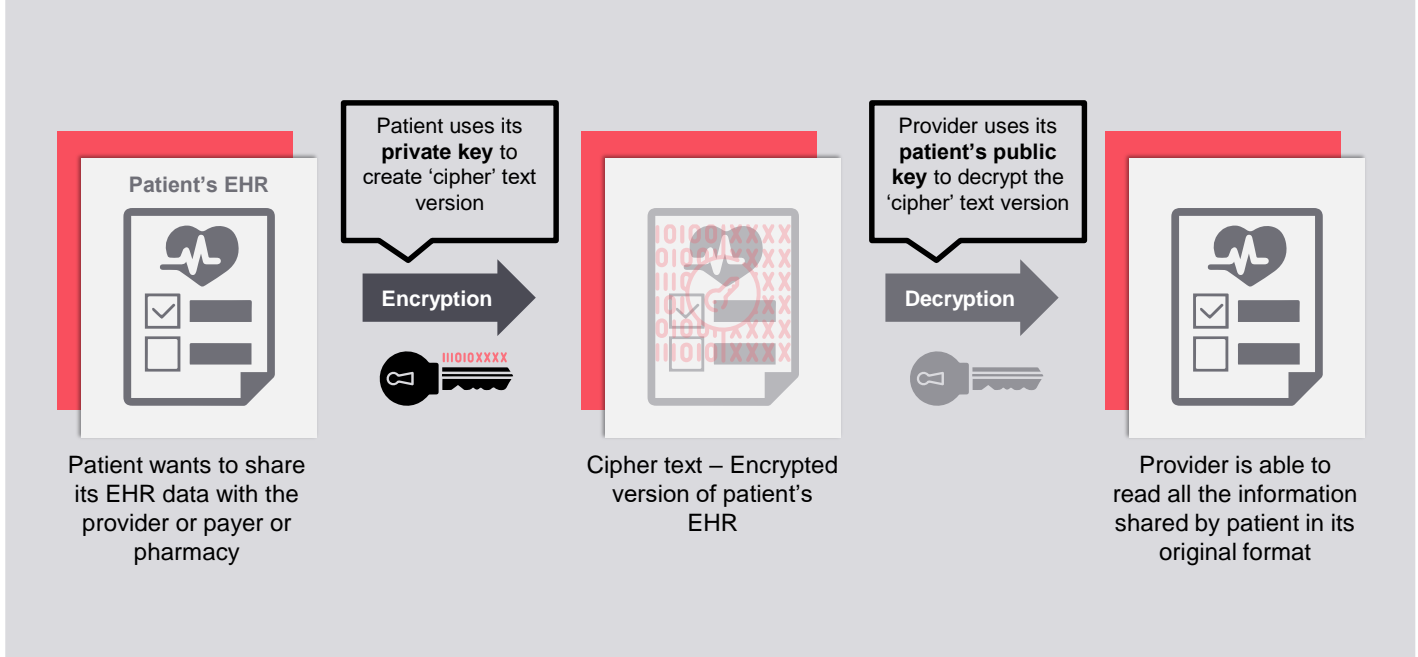 Patient's EHR
Patient wants to share
its EHR data with the
provider or payer or
pharmacy
Patient uses its
private key to
create ‘cipher’ text
version
Encryption
IIIOIOXXXX
IOIOOIXXXX
Cipher text – Encrypted
version of patient’s
EHR
Provider uses its
patient’s public
key to decrypt the
‘cipher’ text version
Decryption
Provider is able to
read all the information
shared by patient in its
original format